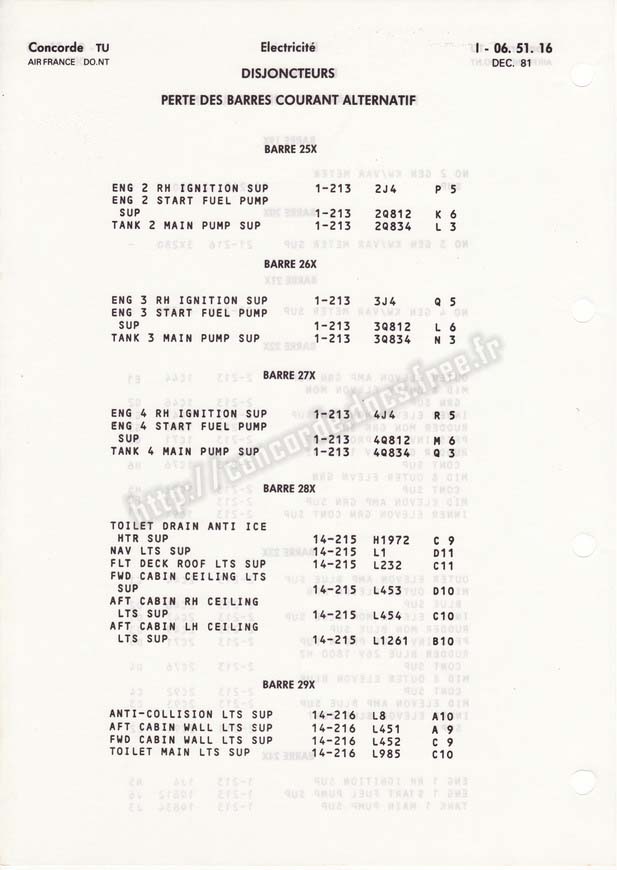 Concorde TU Electricité I - 06. 51. 16
AIR FRANCE DO.NT DEC. 81
DISJONCTEURS
PERTE DES BARRES COURANT ALTERNATIF
BARRE 25X
ENG 2 RH IGNITION SUP 1-213 2J4 P 5
ENG 2 START FUEL PUMP
SUP 1-213 2Q812 K 6
TANK 2 MAIN PUMP SUP 1-213 2Q834 L 3
BARRE 26X
ENG 3 RH IGNITION SUP 1-213 3J4 Q 5
ENG 3 START FUEL PUMP
SUP 1-213 3Q812 L 6
TANK 3 MAIN PUMP SUP 1-213 3Q834 N 3
BARRE 27X
ENG 4 RH IGNITION SUP 1-213 4J4 R 5
ENG 4 START FUEL PUMP
SUP 1-213 4Q812 M 6
TANK 4 MAIN PUMP SUP 1-213 4Q834 Q 3
BARRE 28X
TOILET DRAIN ANTI ICE
HTR SUP 14-215 H1972 C 9
NAV LTS SUP 14-215 L1 D11
FLT DECK ROOF LTS SUP 14-215 L232 C11
FWD CABIN CEILING LTS
SUP 14-215 L453 D10
AFT CABIN RH CEILING
LTS SUP 14-215 L454 C10
AFT CABIN LH CEILING
LTS SUP 14-215 L1261 B10
BARRE 29X
ANTI-COLLISION LTS SUP 14-216 L8 A10
AFT CABIN WALL LTS SUP 14-216 L451 A 9
FWD CABIN WALL LTS SUP 14-216 L452 C 9
TOILET MAIN LTS SUP 14-216 L985 C10
http://concorde.dncs.free.fr